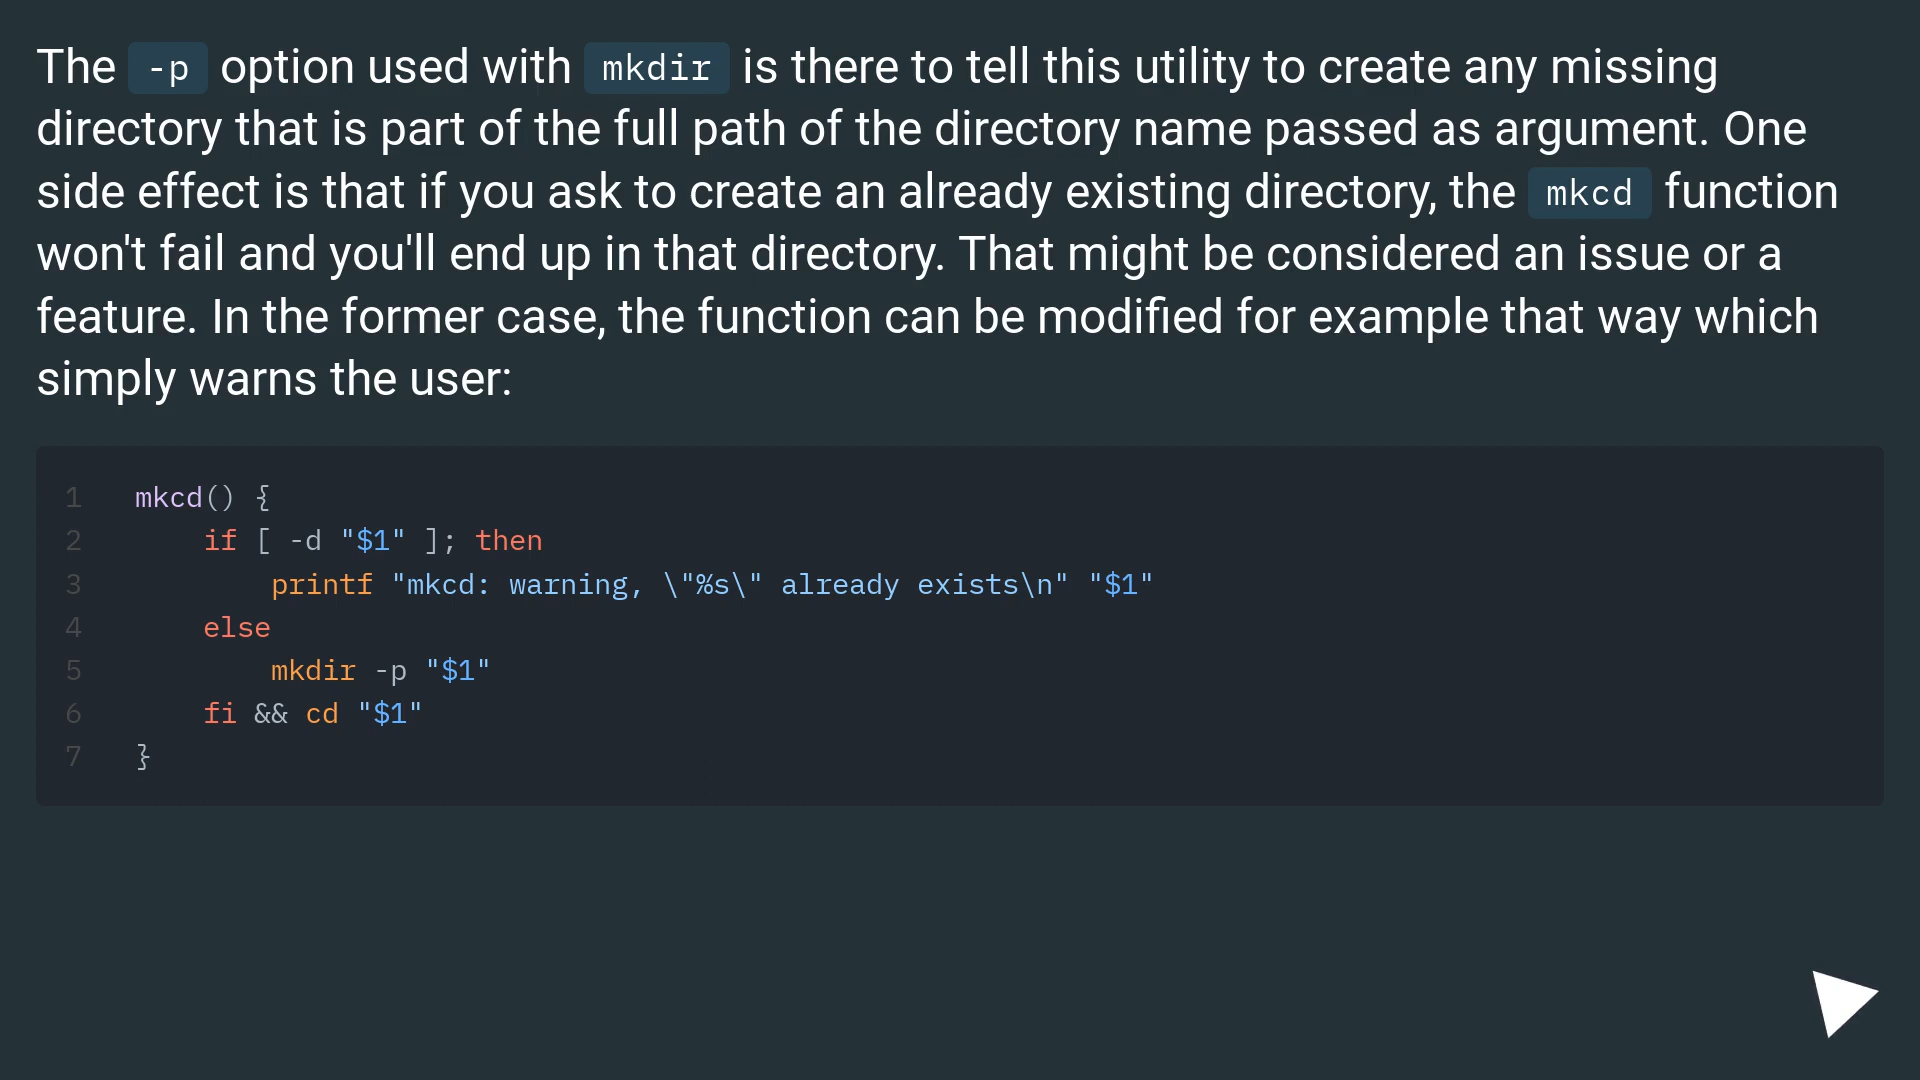 The -p option used with mkdir is there to tell this utility to create any missing
directory that is part of the full path of the directory name passed as argument. One
side effect is that if you ask to create an already existing directory, the mkcd function
won't fail and you'll end up in that directory. That might be considered an issue or a
feature. In the former case, the function can be modified for example that way which
simply warns the user:
1 mkcd() {
2     if [ -d "$1" ]; then
3         printf "mkcd: warning, \"%s\" already exists\n" "$1"
4     else
5         mkdir -p "$1"
6     fi && cd "$1"
7 }